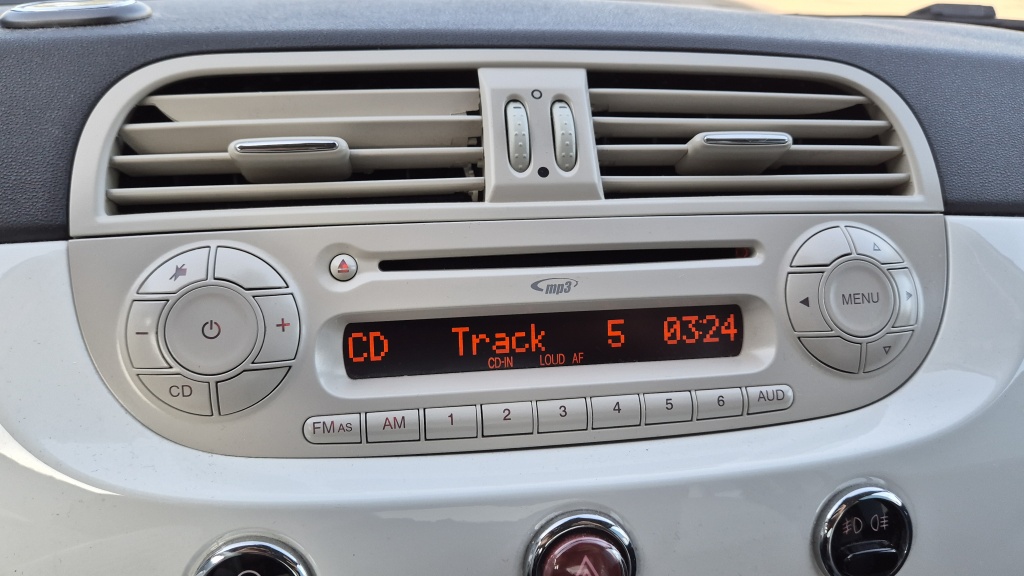 mp3
MENU
CD Track 5 03:24
CD-IN LOUD AF
CD
FM AS AM 1 2 3 4 5 6 AUD